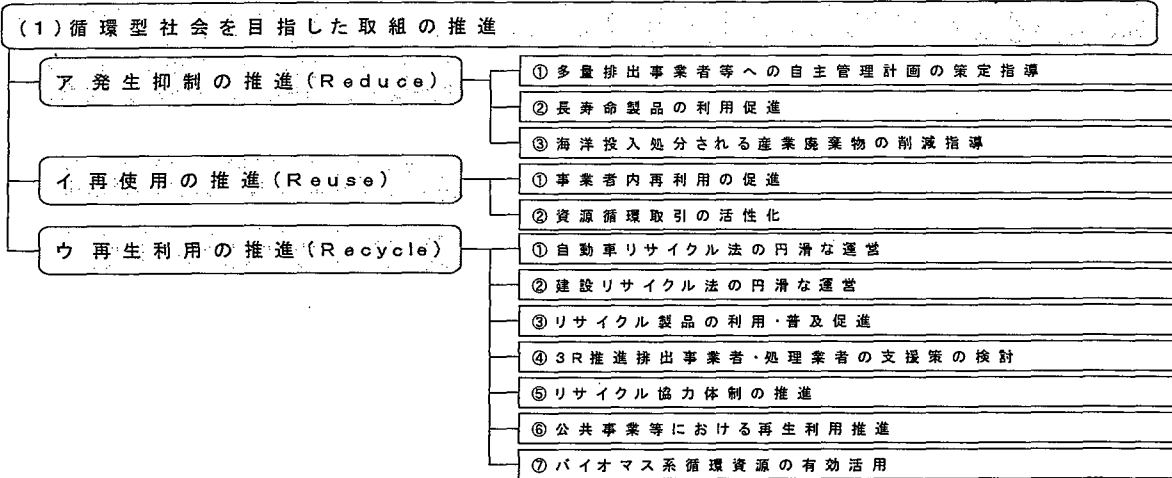 (1)循環型社会を目指した取組の推進
ア 発生抑制の推進(Reduce)
①多量排出事業者等への自主管理計画の策定指導
②長寿命製品の利用促進
③海洋投入処分される産業廃棄物の削減指導
イ 再使用の推進(Reuse)
①事業者内再利用の促進
②資源循環取引の活性化
ウ 再生利用の推進(Recycle)
①自動車リサイクル法の円滑な運営
②建設リサイクル法の円滑な運営
③リサイクル製品の利用・普及促進
④3R推進排出事業者・処理業者の支援策の検討
⑤リサイクル協力体制の推進
⑥公共事業等における再生利用推進
⑦バイオマス系循環資源の有効活用